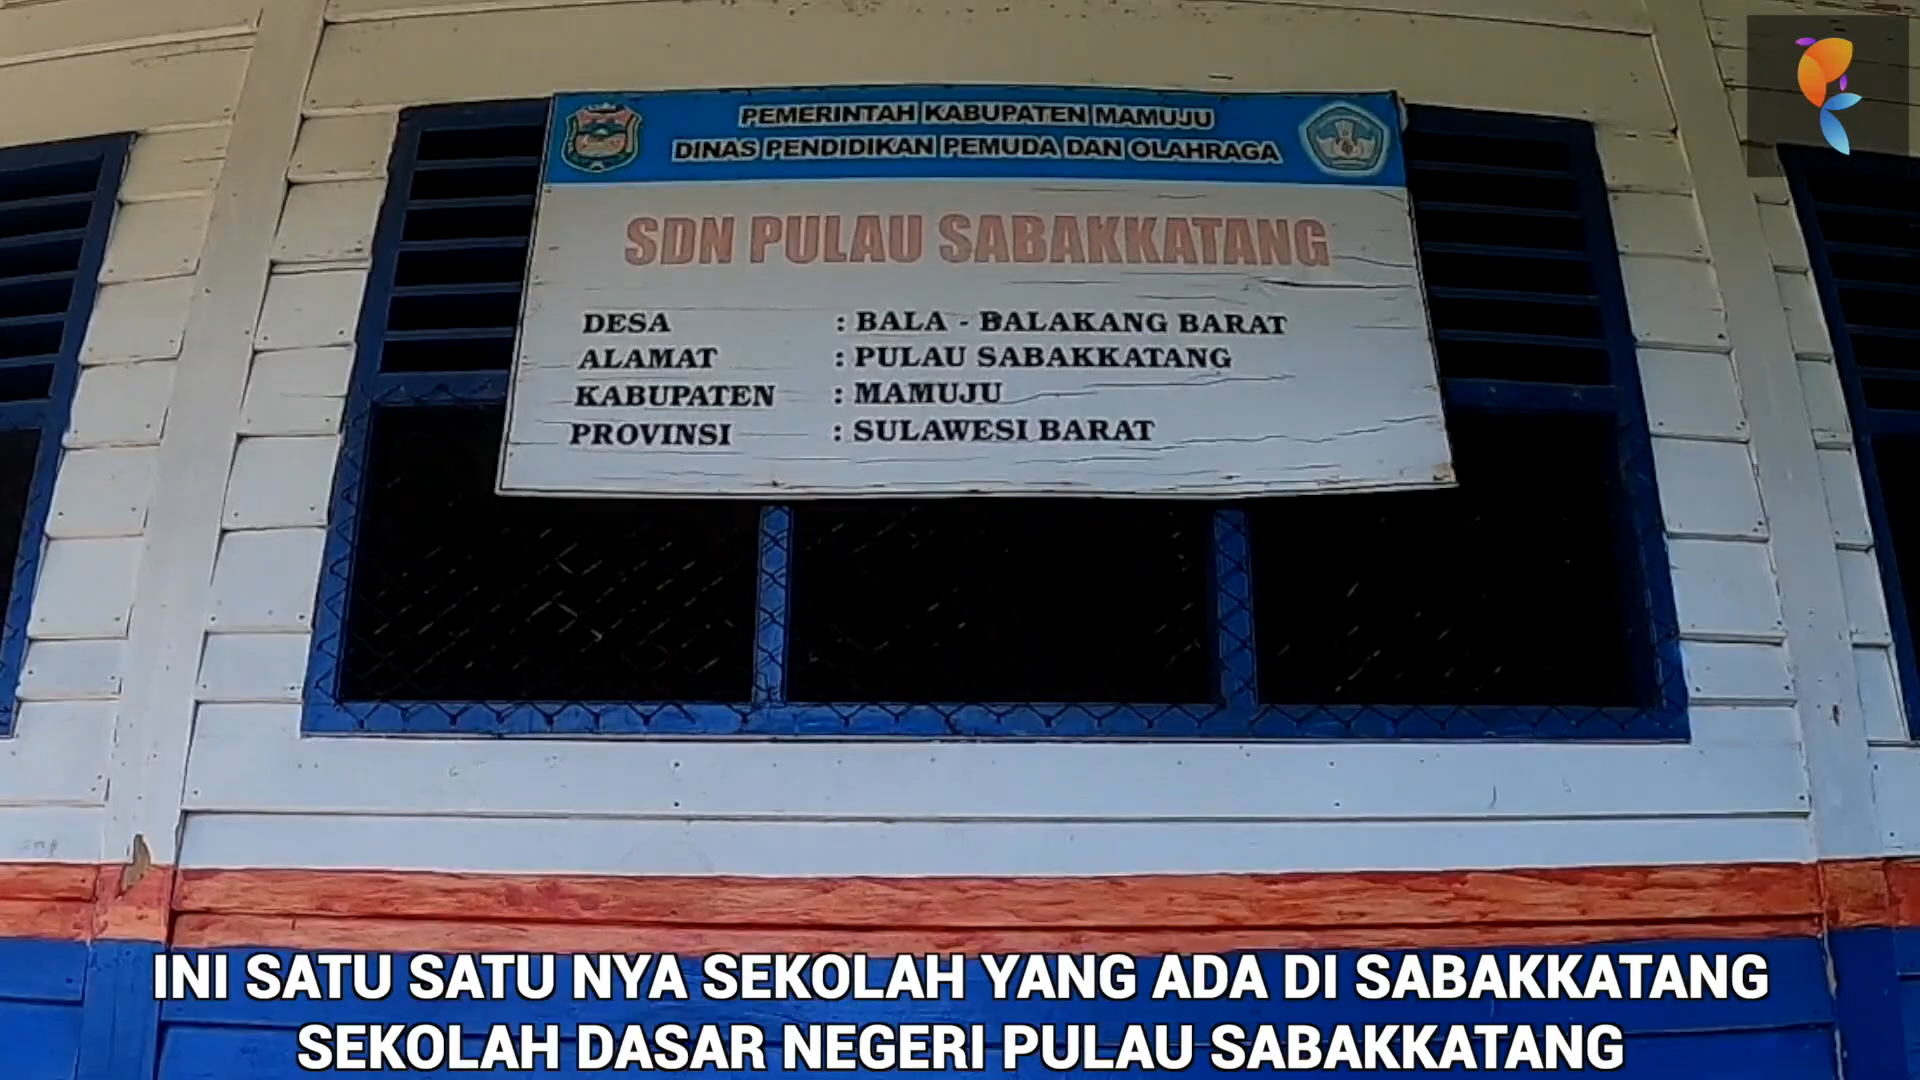 PEMERINTAH KABUPATEN MAMUJU
DINAS PENDIDIKAN PEMUDA DAN OLAHRAGA
SDN PULAU SABAKKATANG
DESA : BALA - BALAKANG BARAT
ALAMAT : PULAU SABAKKATANG
KABUPATEN : MAMUJU
PROVINSI : SULAWESI BARAT
INI SATU SATU NYA SEKOLAH YANG ADA DI SABAKKATANG
SEKOLAH DASAR NEGERI PULAU SABAKKATANG